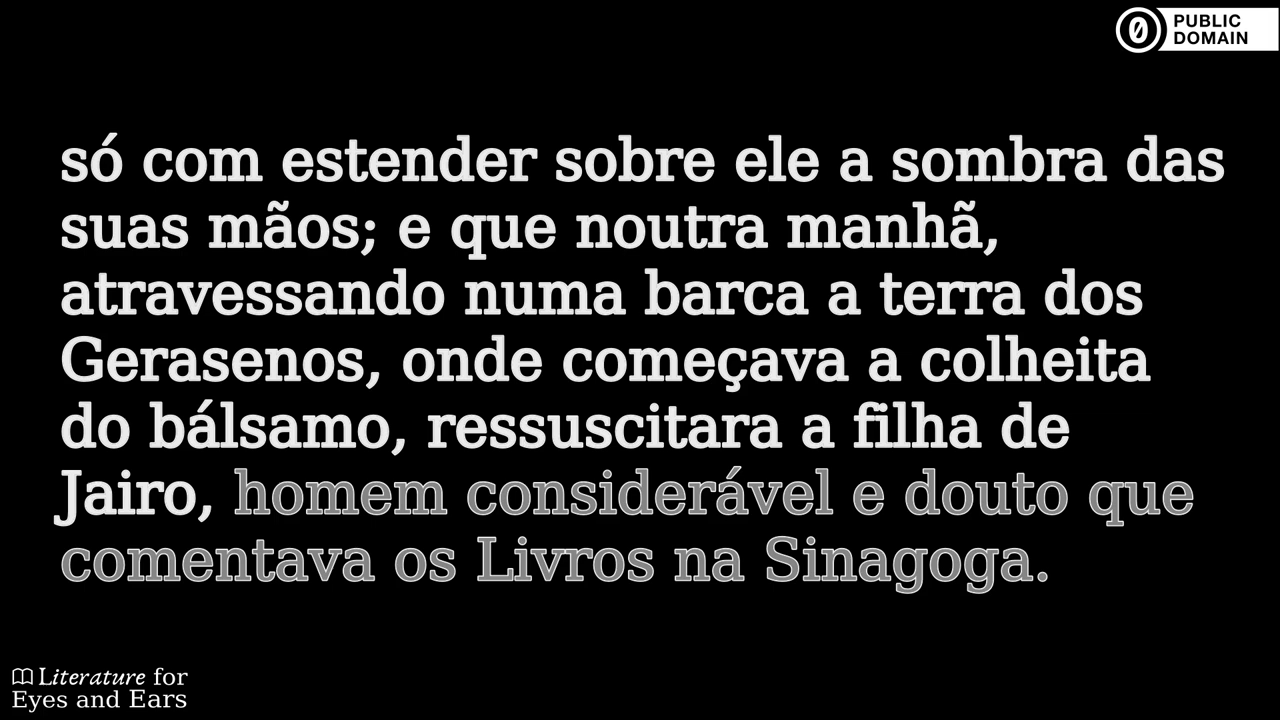 PUBLIC
DOMAIN
só com estender sobre ele a sombra das
suas mãos; e que noutra manhã,
atravessando numa barca a terra dos
Gerasenos, onde começava a colheita
do bálsamo, ressuscitara a filha de
Jairo, homem considerável e douto que
comentava os Livros na Sinagoga.
Literature for
Eyes and Ears